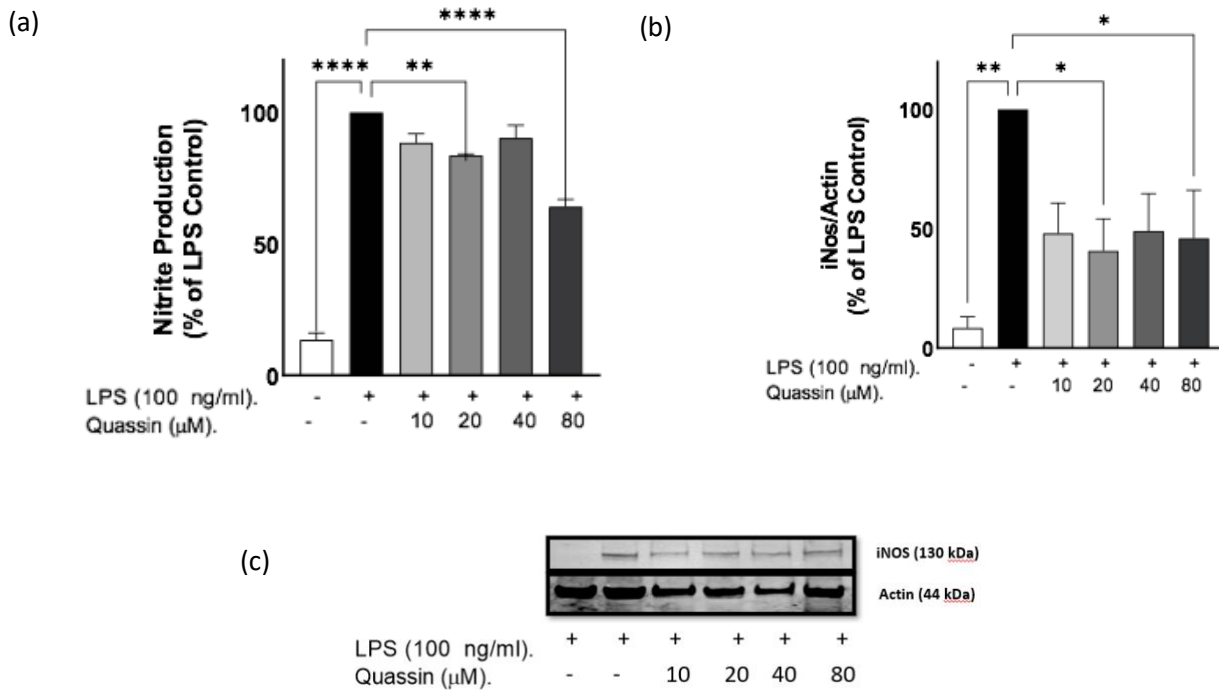 (a)
****
**** **
Nitrite Production
(% of LPS Control)
100
50
0
LPS (100 ng/ml). - + + + + +
Quassin (μM). - - 10 20 40 80
(b)
*
** *
iNos/Actin
(% of LPS Control)
100
50
0
LPS (100 ng/ml). - + + + + +
Quassin (μM). - - 10 20 40 80
(c)
iNOS (130 kDa)
Actin (44 kDa)
LPS (100 ng/ml). + + + + + +
Quassin (μM). - - 10 20 40 80